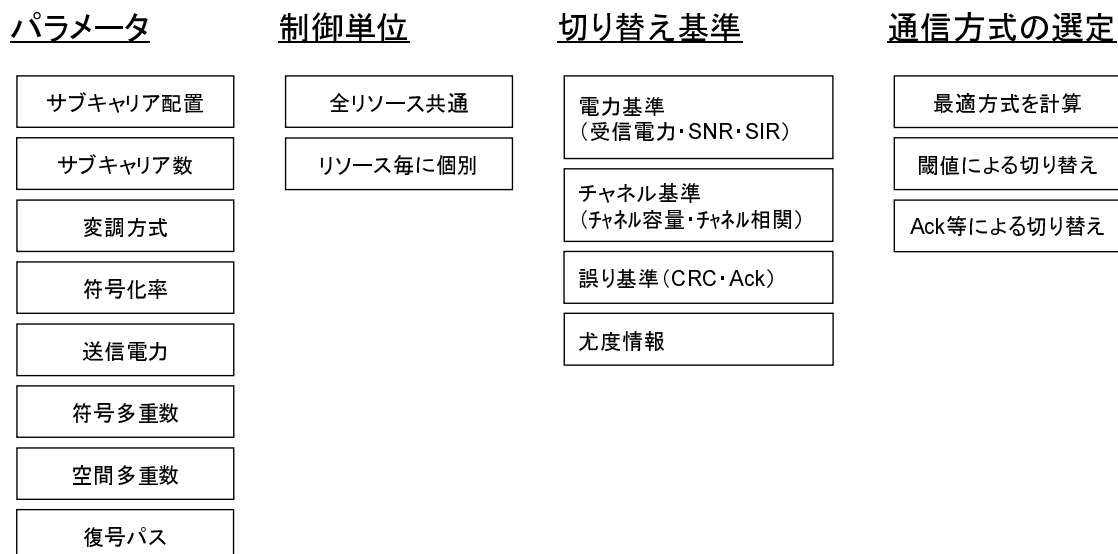 パラメータ
サブキャリア配置
サブキャリア数
変調方式
符号化率
送信電力
符号多重数
空間多重数
復号パス
制御単位
全リソース共通
リソース毎に個別
切り替え基準
電力基準
（受信電力・SNR・SIR）
チャネル基準
（チャネル容量・チャネル相関）
誤り基準（CRC・Ack）
尤度情報
通信方式の選定
最適方式を計算
閾値による切り替え
Ack等による切り替え